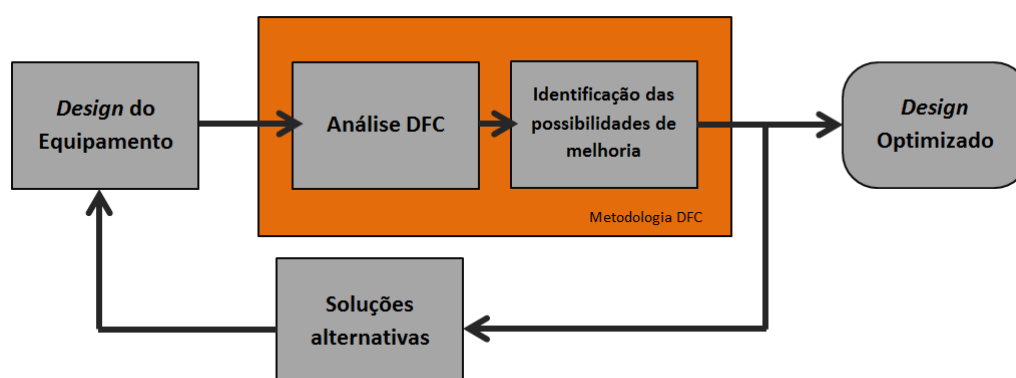 Design do
Equipamento
Análise DFC
Identificação das
possibilidades de
melhoria
Metodologia DFC
Design
Optimizado
Soluções
alternativas